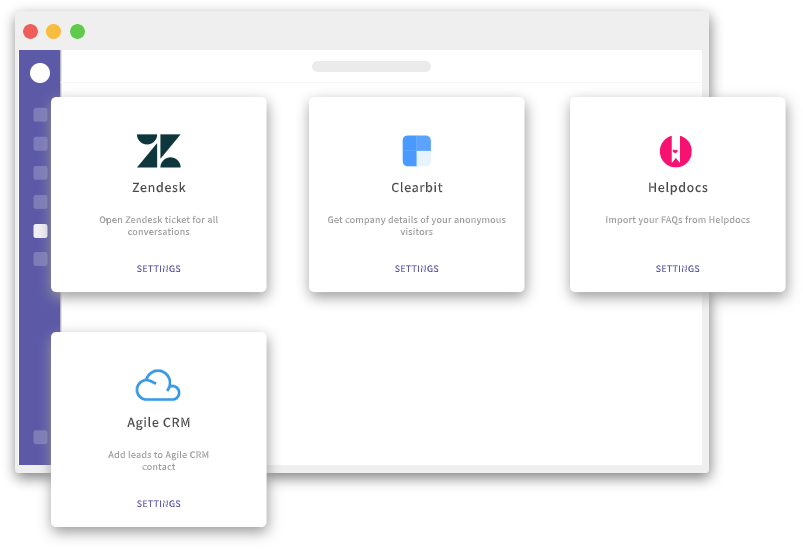 Zendesk
Open Zendesk ticket for all
conversations
SETTINGS
Clearbit
Get company details of your anonymous
visitors
SETTINGS
Helpdocs
Import your FAQs from Helpdocs
SETTINGS
Agile CRM
Add leads to Agile CRM
contact
SETTINGS